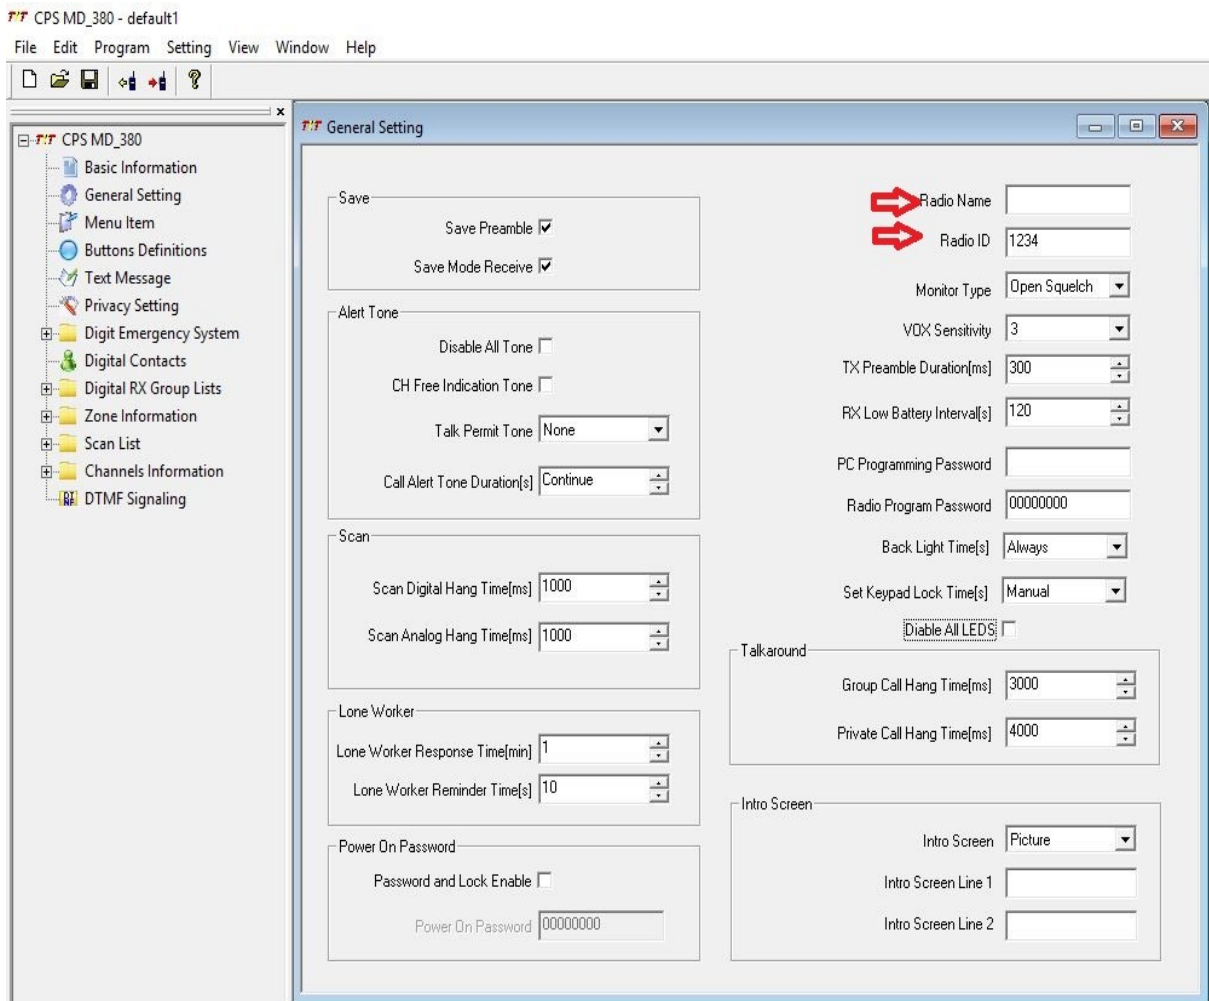 TYT CPS MD_380 - default1
File Edit Program Setting View Window Help
TYT CPS MD_380
Basic Information
General Setting
Menu Item
Buttons Definitions
Text Message
Privacy Setting
Digit Emergency System
Digital Contacts
Digital RX Group Lists
Zone Information
Scan List
Channels Information
DTMF Signaling
TYT General Setting
Save
Save Preamble
Save Mode Receive
Alert Tone
Disable All Tone
CH Free Indication Tone
Talk Permit Tone None
Call Alert Tone Duration[s] Continue
Scan
Scan Digital Hang Time[ms] 1000
Scan Analog Hang Time[ms] 1000
Lone Worker
Lone Worker Response Time[min] 1
Lone Worker Reminder Time[s] 10
Power On Password
Password and Lock Enable
Power On Password 00000000
Radio Name
Radio ID 1234
Monitor Type Open Squelch
VOX Sensitivity 3
TX Preamble Duration[ms] 300
RX Low Battery Interval[s] 120
PC Programming Password
Radio Program Password 00000000
Back Light Time[s] Always
Set Keypad Lock Time[s] Manual
Diable All LEDS
Talkaround
Group Call Hang Time[ms] 3000
Private Call Hang Time[ms] 4000
Intro Screen
Intro Screen Picture
Intro Screen Line 1
Intro Screen Line 2